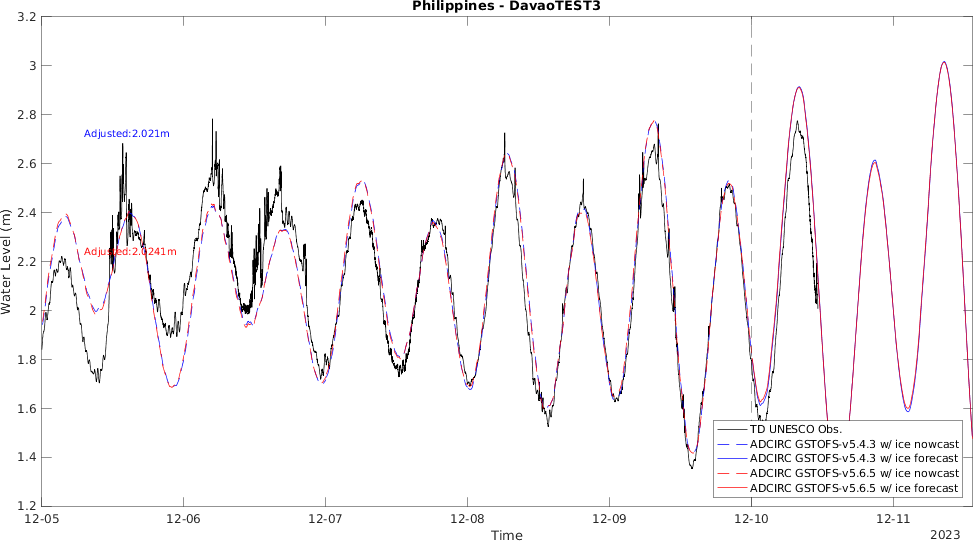 Philippines - DavaoTEST3
3.2
3
2.8
2.6
2.4
2.2
2
1.8
1.6
1.4
1.2
Water Level (m)
Adjusted:2.021m
Adjusted:2.0241m
TD UNESCO Obs.
ADCIRC GSTOFS-v5.4.3 w/ ice nowcast
ADCIRC GSTOFS-v5.4.3 w/ ice forecast
ADCIRC GSTOFS-v5.6.5 w/ ice nowcast
ADCIRC GSTOFS-v5.6.5 w/ ice forecast
12-05 12-06 12-07 12-08 12-09 12-10 12-11
Time
2023